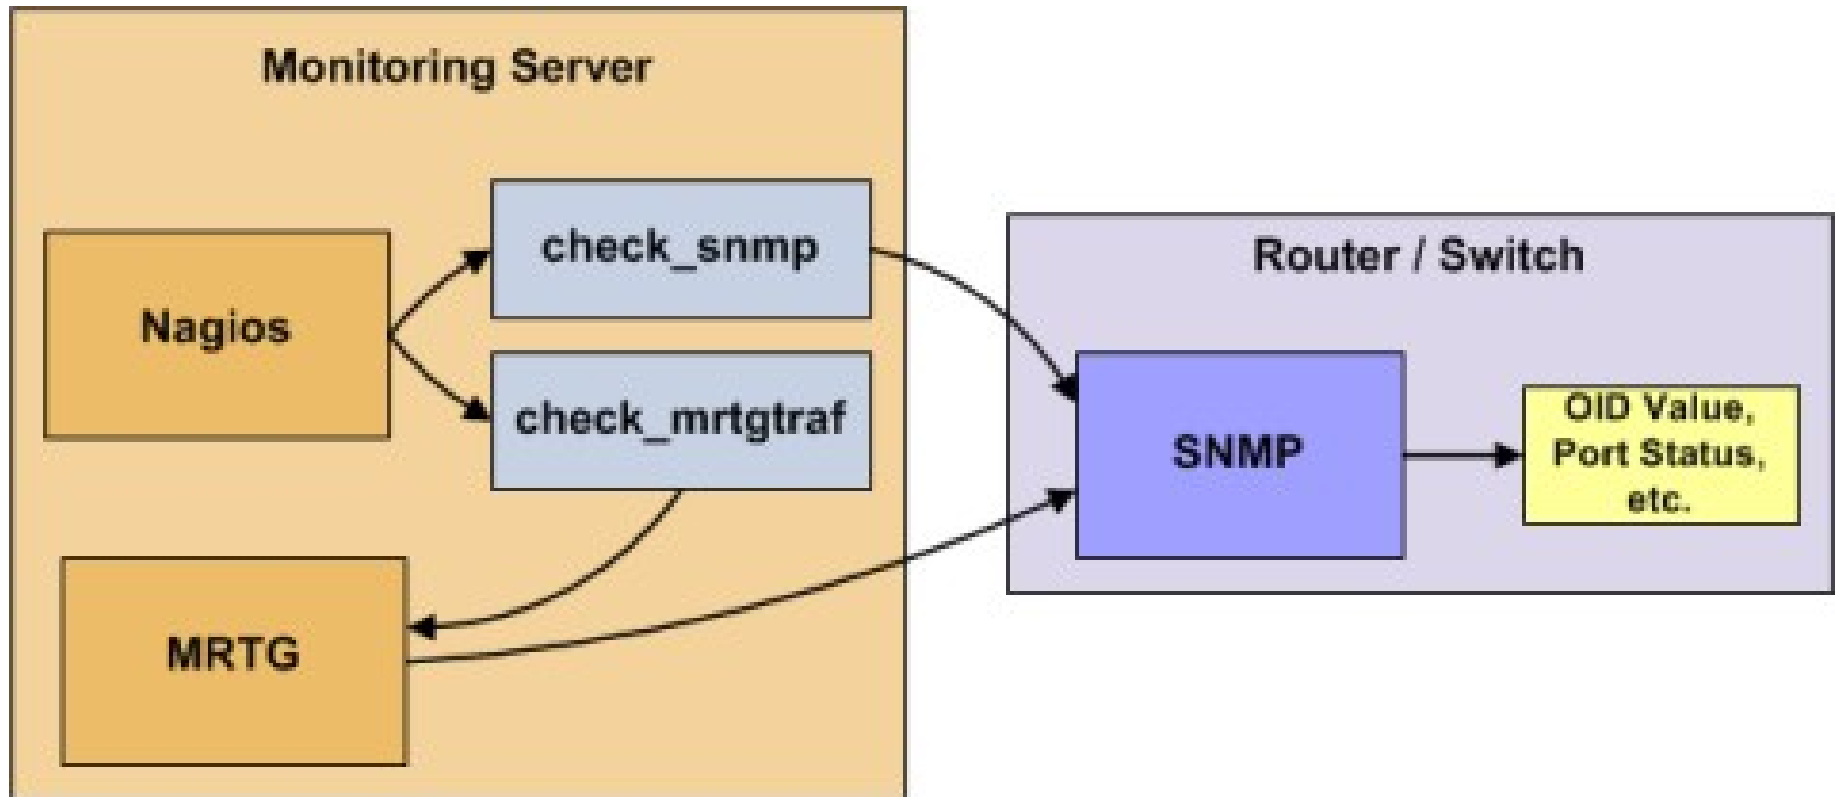 Monitoring Server
Nagios
check_snmp
check_mrtgtraf
MRTG
Router / Switch
SNMP
OID Value,
Port Status,
etc.